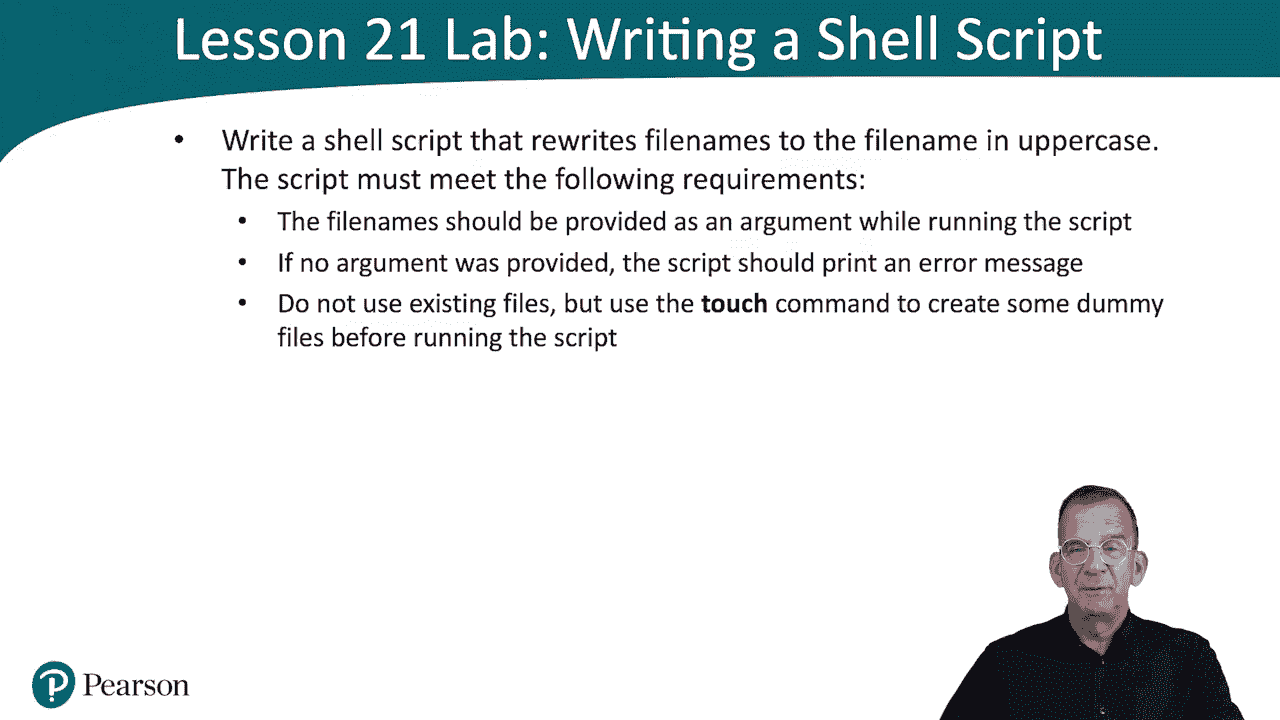 Lesson 21 Lab: Writing a Shell Script
• Write a shell script that rewrites filenames to the filename in uppercase.
The script must meet the following requirements:
• The filenames should be provided as an argument while running the script
• If no argument was provided, the script should print an error message
• Do not use existing files, but use the touch command to create some dummy
files before running the script
Pearson